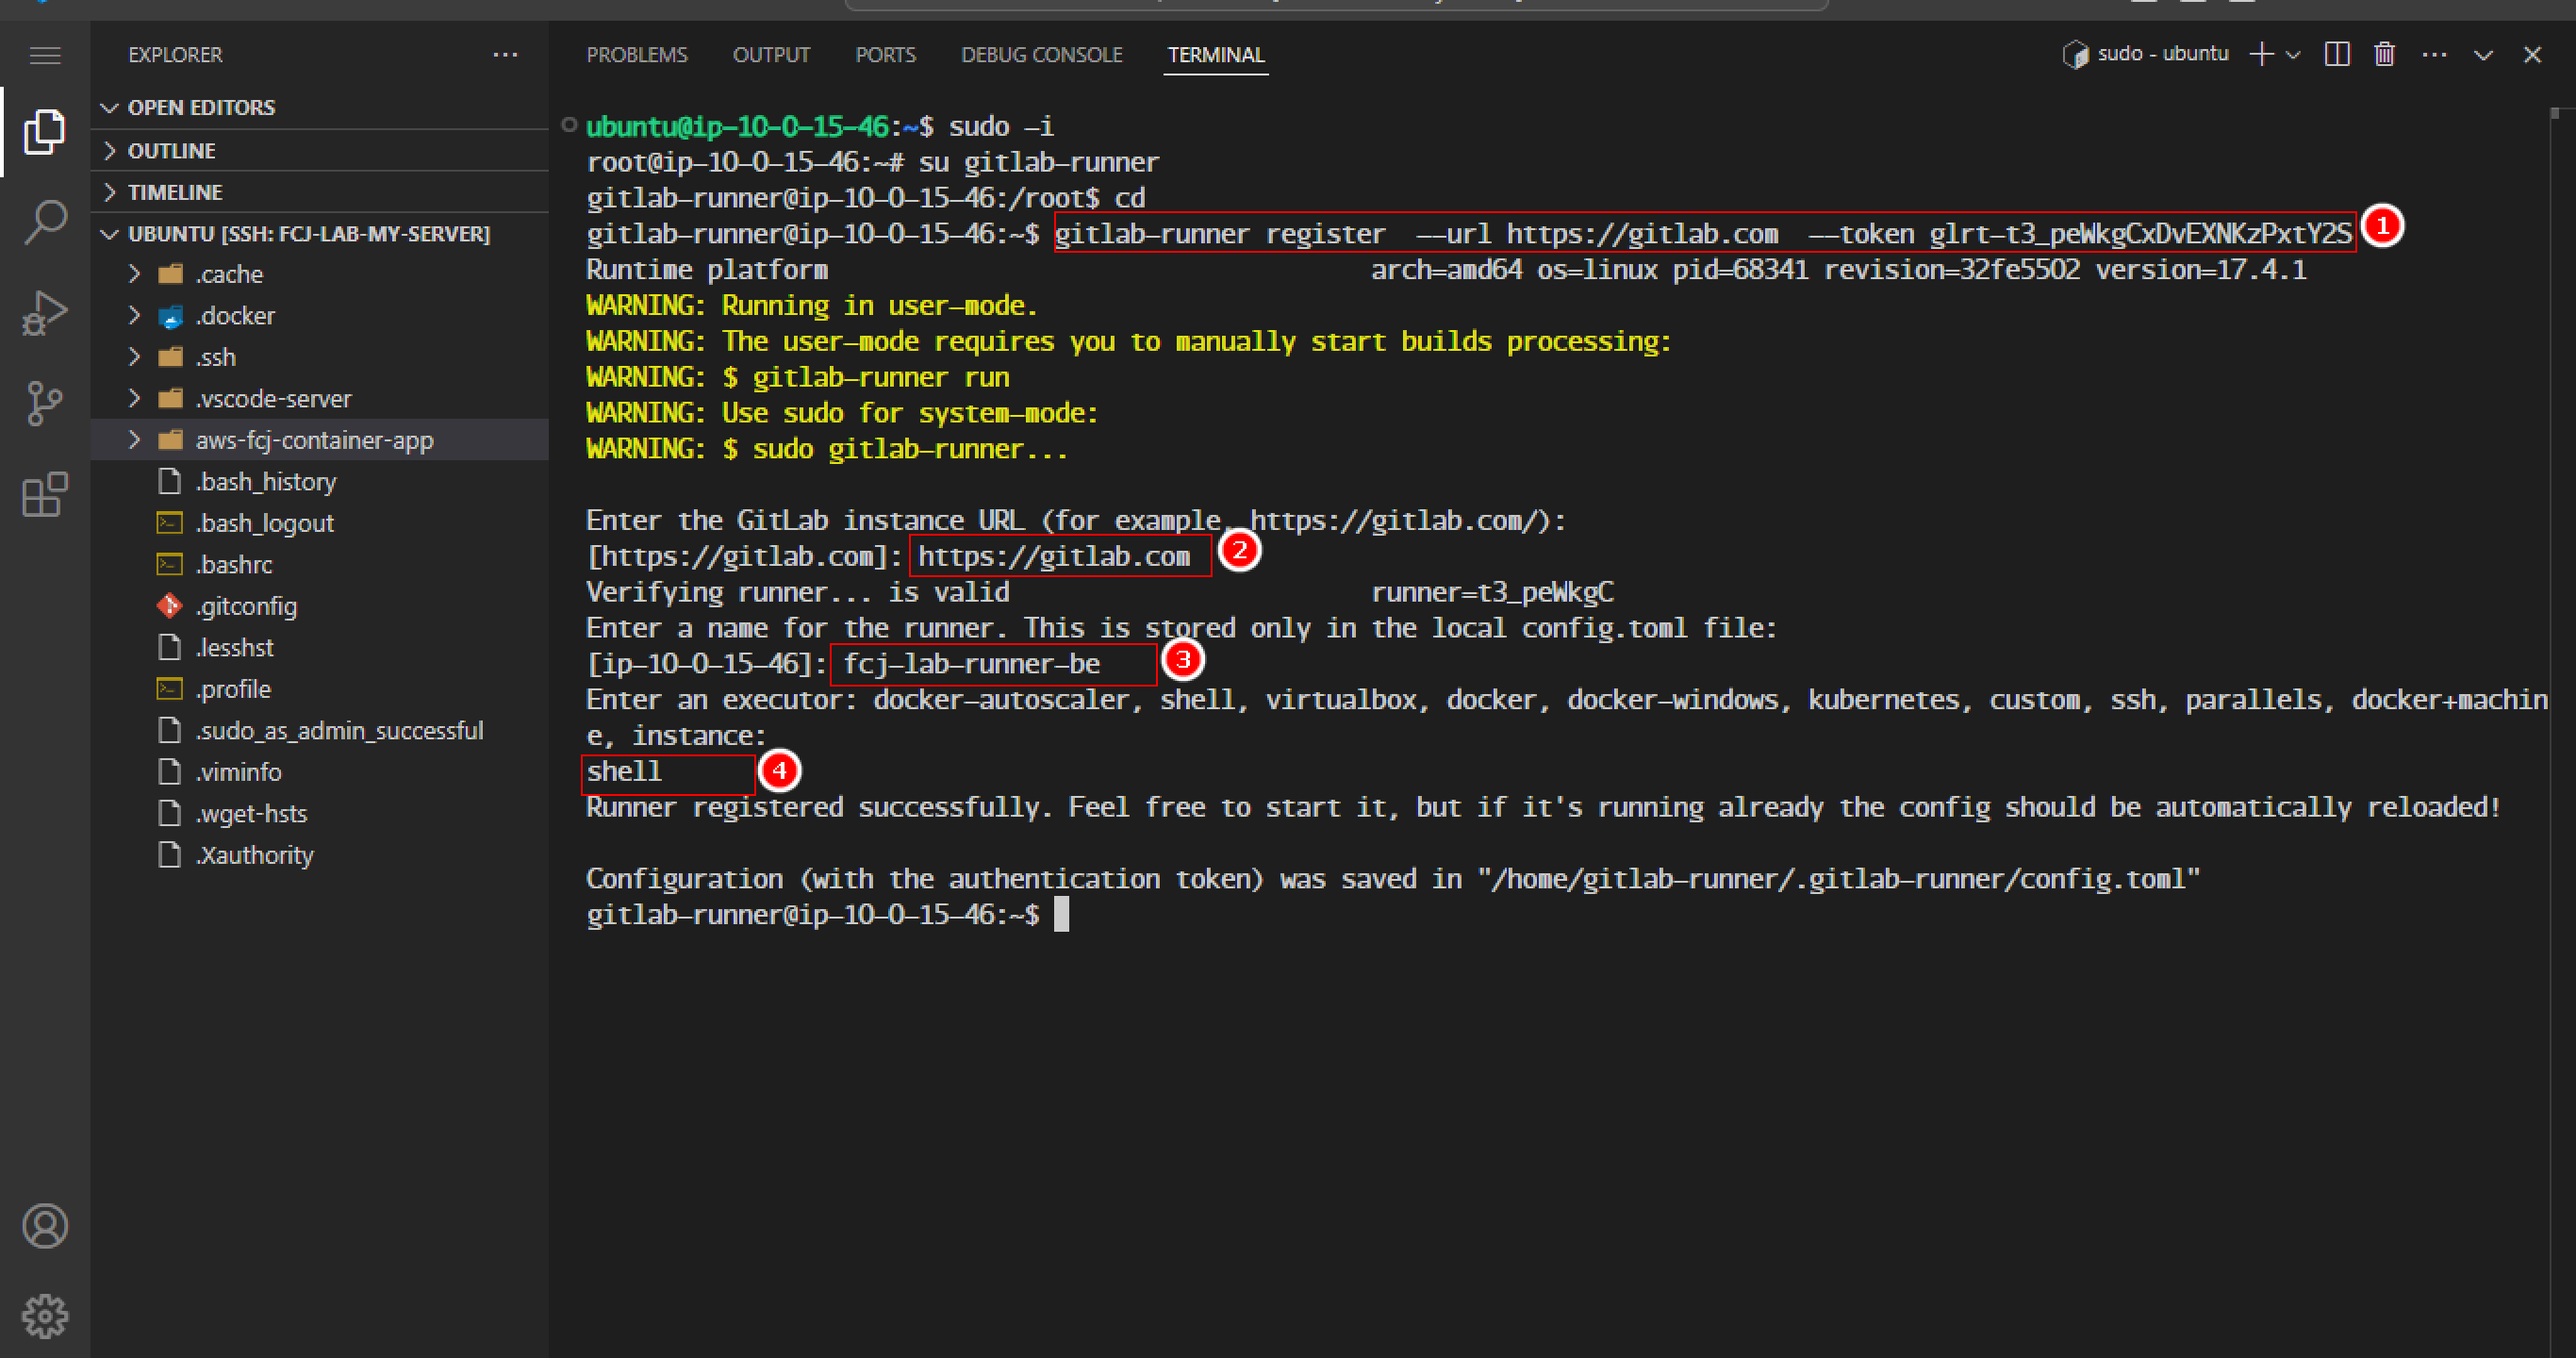 EXPLORER
OPEN EDITORS
OUTLINE
TIMELINE
UBUNTU [SSH: FCJ-LAB-MY-SERVER]
.cache
.docker
.ssh
.vscode-server
aws-fcj-container-app
.bash_history
.bash_logout
.bashrc
.gitconfig
.lesshst
.profile
.sudo_as_admin_successful
.viminfo
.wget-hsts
.Xauthority
PROBLEMS OUTPUT PORTS DEBUG CONSOLE TERMINAL
sudo - ubuntu
ubuntu@ip-10-0-15-46:~$ sudo -i
root@ip-10-0-15-46:~# su gitlab-runner
gitlab-runner@ip-10-0-15-46:/root$ cd
gitlab-runner@ip-10-0-15-46:~$ gitlab-runner register --url https://gitlab.com --token glrt-t3_peWkgCxDvEXNKzPxtY2S 1
Runtime platform arch=amd64 os=linux pid=68341 revision=32fe5502 version=17.4.1
WARNING: Running in user-mode.
WARNING: The user-mode requires you to manually start builds processing:
WARNING: $ gitlab-runner run
WARNING: Use sudo for system-mode:
WARNING: $ sudo gitlab-runner...
Enter the GitLab instance URL (for example, https://gitlab.com/):
[https://gitlab.com]: https://gitlab.com 2
Verifying runner... is valid runner=t3_peWkgC
Enter a name for the runner. This is stored only in the local config.toml file:
[ip-10-0-15-46]: fcj-lab-runner-be 3
Enter an executor: docker-autoscaler, shell, virtualbox, docker, docker-windows, kubernetes, custom, ssh, parallels, docker+machin
e, instance:
shell 4
Runner registered successfully. Feel free to start it, but if it's running already the config should be automatically reloaded!
Configuration (with the authentication token) was saved in "/home/gitlab-runner/.gitlab-runner/config.toml"
gitlab-runner@ip-10-0-15-46:~$